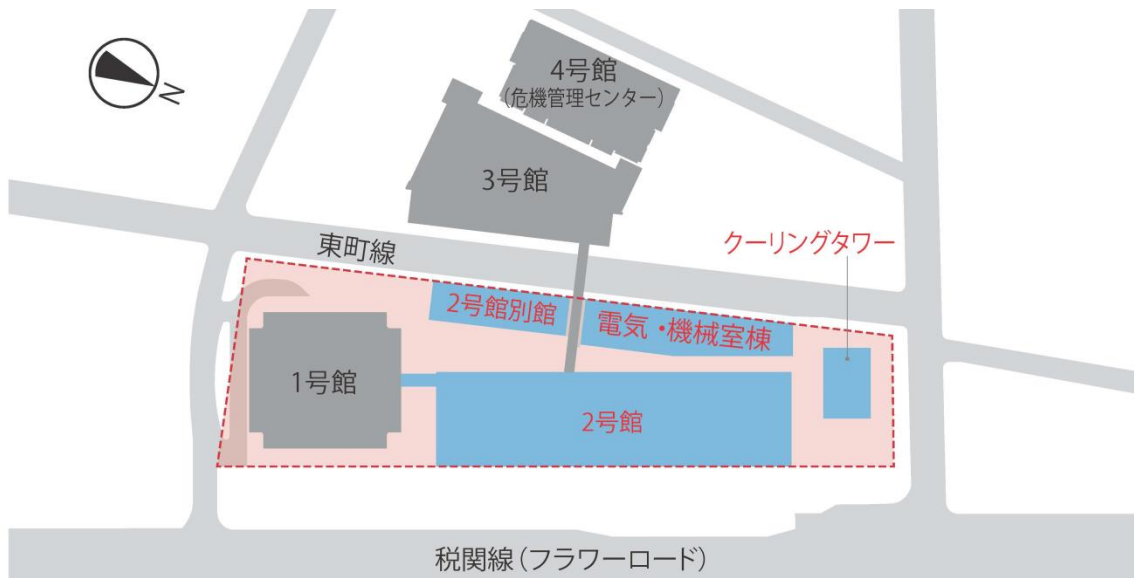 N
4号館
(危機管理センター)
3号館
東町線
クーリングタワー
2号館別館
電気・機械室棟
1号館
2号館
税関線(フラワーロード)